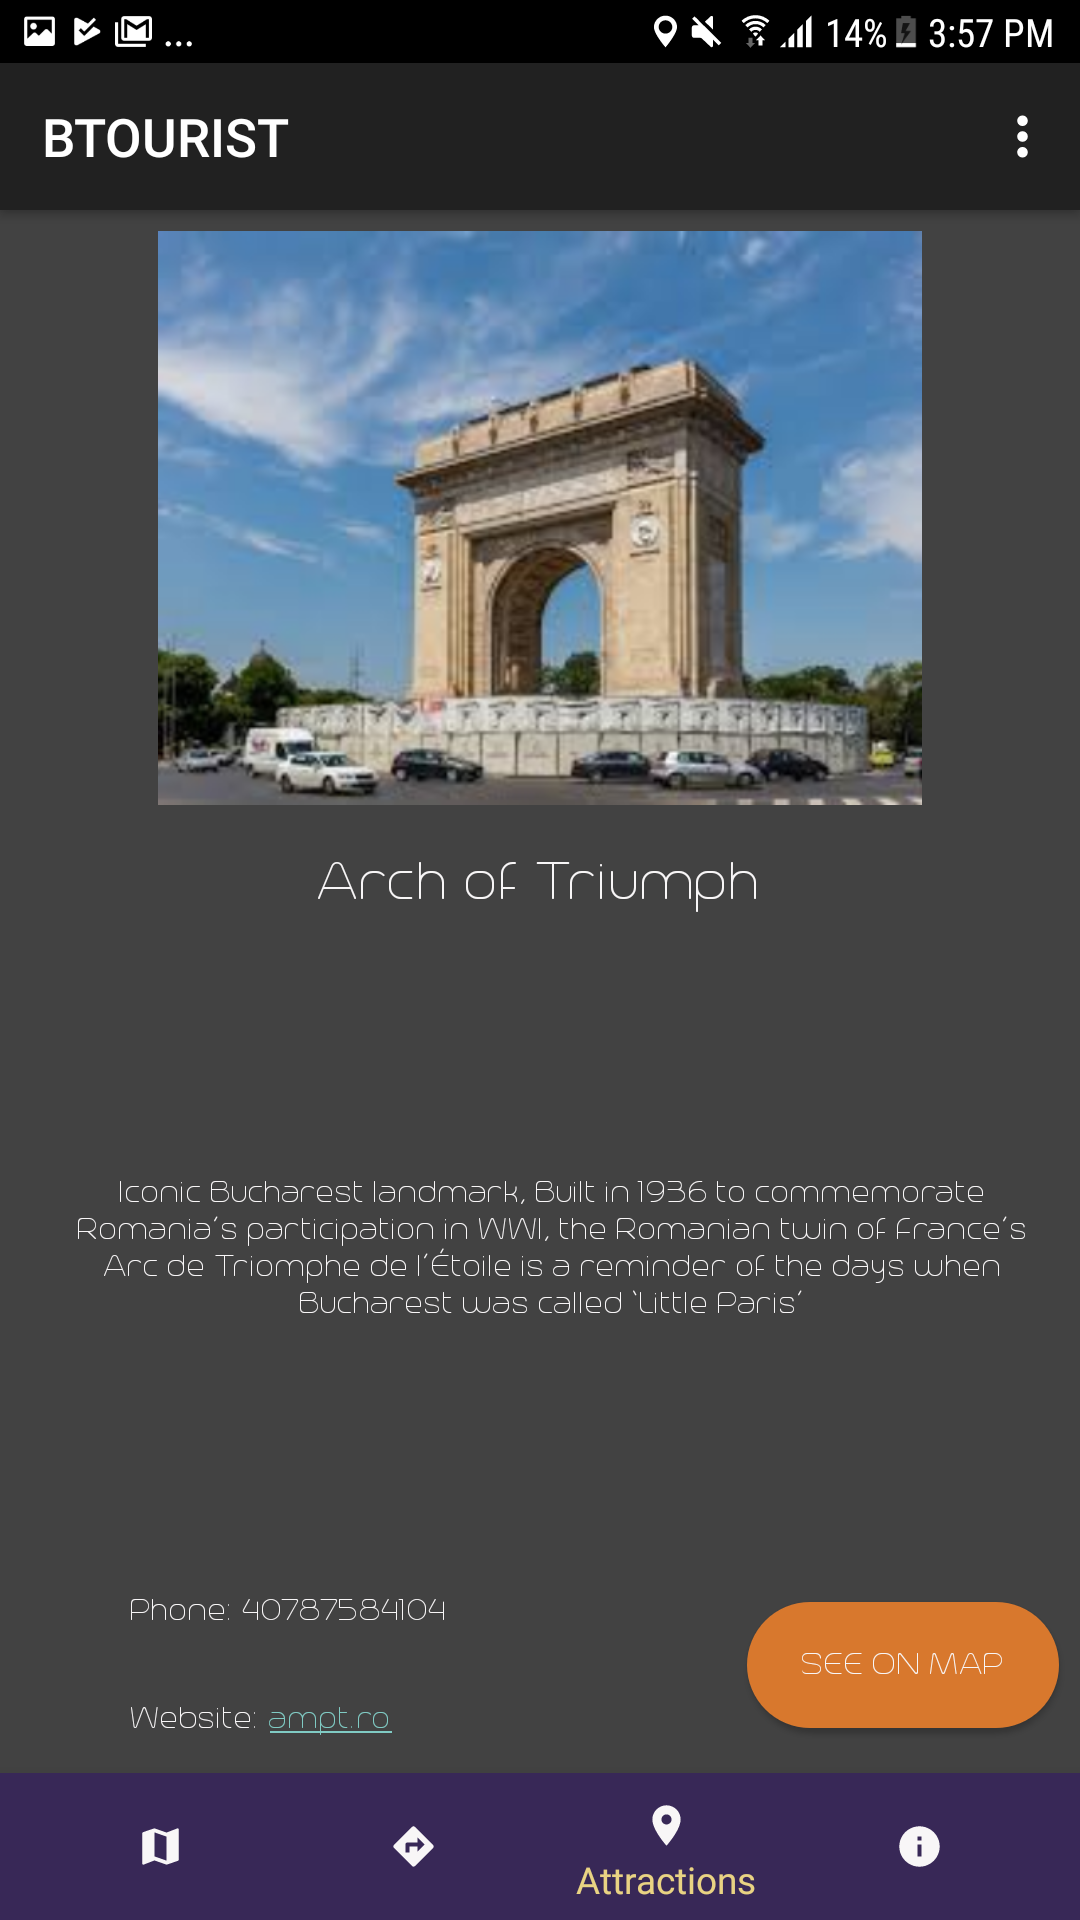 14% 3:57 PM
BTOURIST
Arch of Triumph
Iconic Bucharest landmark, Built in 1936 to commemorate
Romania's participation in WWI, the Romanian twin of France's
Arc de Triomphe de l'Étoile is a reminder of the days when
Bucharest was called 'Little Paris'
Phone: 40787584104
SEE ON MAP
Website: ampt.ro
Attractions